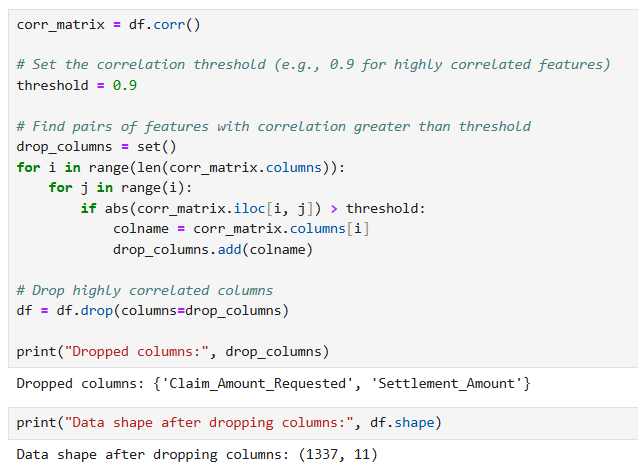 corr_matrix = df.corr()
# Set the correlation threshold (e.g., 0.9 for highly correlated features)
threshold = 0.9
# Find pairs of features with correlation greater than threshold
drop_columns = set()
for i in range(len(corr_matrix.columns)):
    for j in range(i):
        if abs(corr_matrix.iloc[i, j]) > threshold:
            colname = corr_matrix.columns[i]
            drop_columns.add(colname)
# Drop highly correlated columns
df = df.drop(columns=drop_columns)
print("Dropped columns:", drop_columns)
Dropped columns: {'Claim_Amount_Requested', 'Settlement_Amount'}
print("Data shape after dropping columns:", df.shape)
Data shape after dropping columns: (1337, 11)